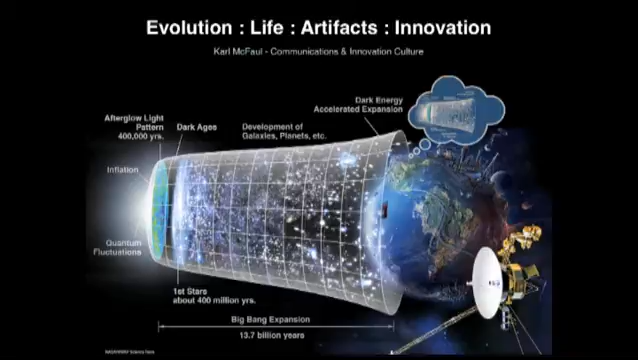 Evolution : Life : Artifacts : Innovation
Karl McFaul - Communications & Innovation Culture
Dark Energy
Accelerated Expansion
Afterglow Light
Pattern
400,000 yrs.
Dark Ages
Development of
Galaxies, Planets, etc.
Inflation
Quantum
Fluctuations
1st Stars
about 400 million yrs.
Big Bang Expansion
13.7 billion years